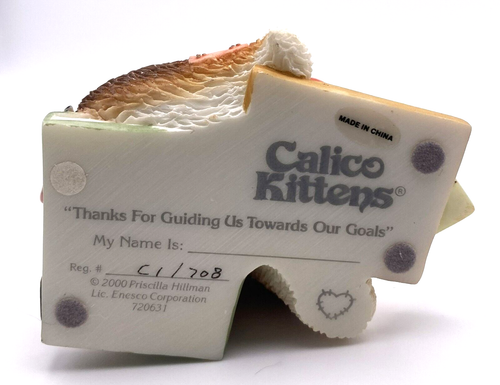 MADE IN CHINA
Calico
Kittens®
"Thanks For Guiding Us Towards Our Goals"
My Name Is:
Reg. # C1/708
© 2000 Priscilla Hillman
Lic. Enesco Corporation
720631